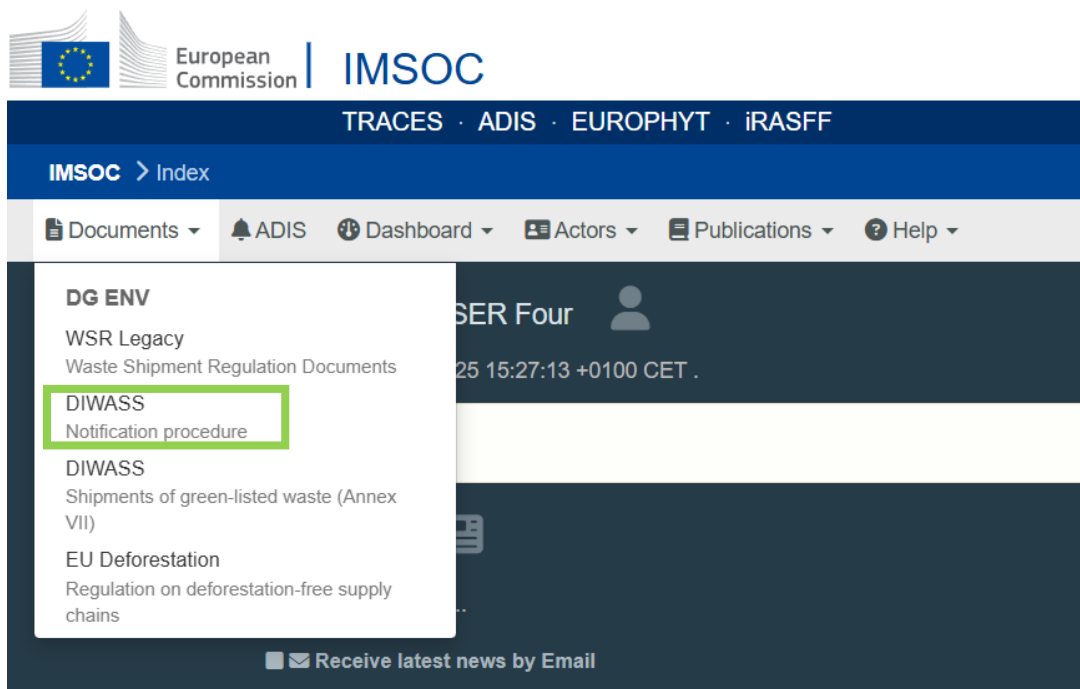 European
Commission
IMSOC
TRACES · ADIS · EUROPHYT · iRASFF
IMSOC > Index
Documents ADIS Dashboard Actors Publications Help
DG ENV
SER Four
WSR Legacy
Waste Shipment Regulation Documents
25 15:27:13 +0100 CET .
DIWASS
Notification procedure
DIWASS
Shipments of green-listed waste (Annex
VII)
EU Deforestation
Regulation on deforestation-free supply
chains
..
Receive latest news by Email